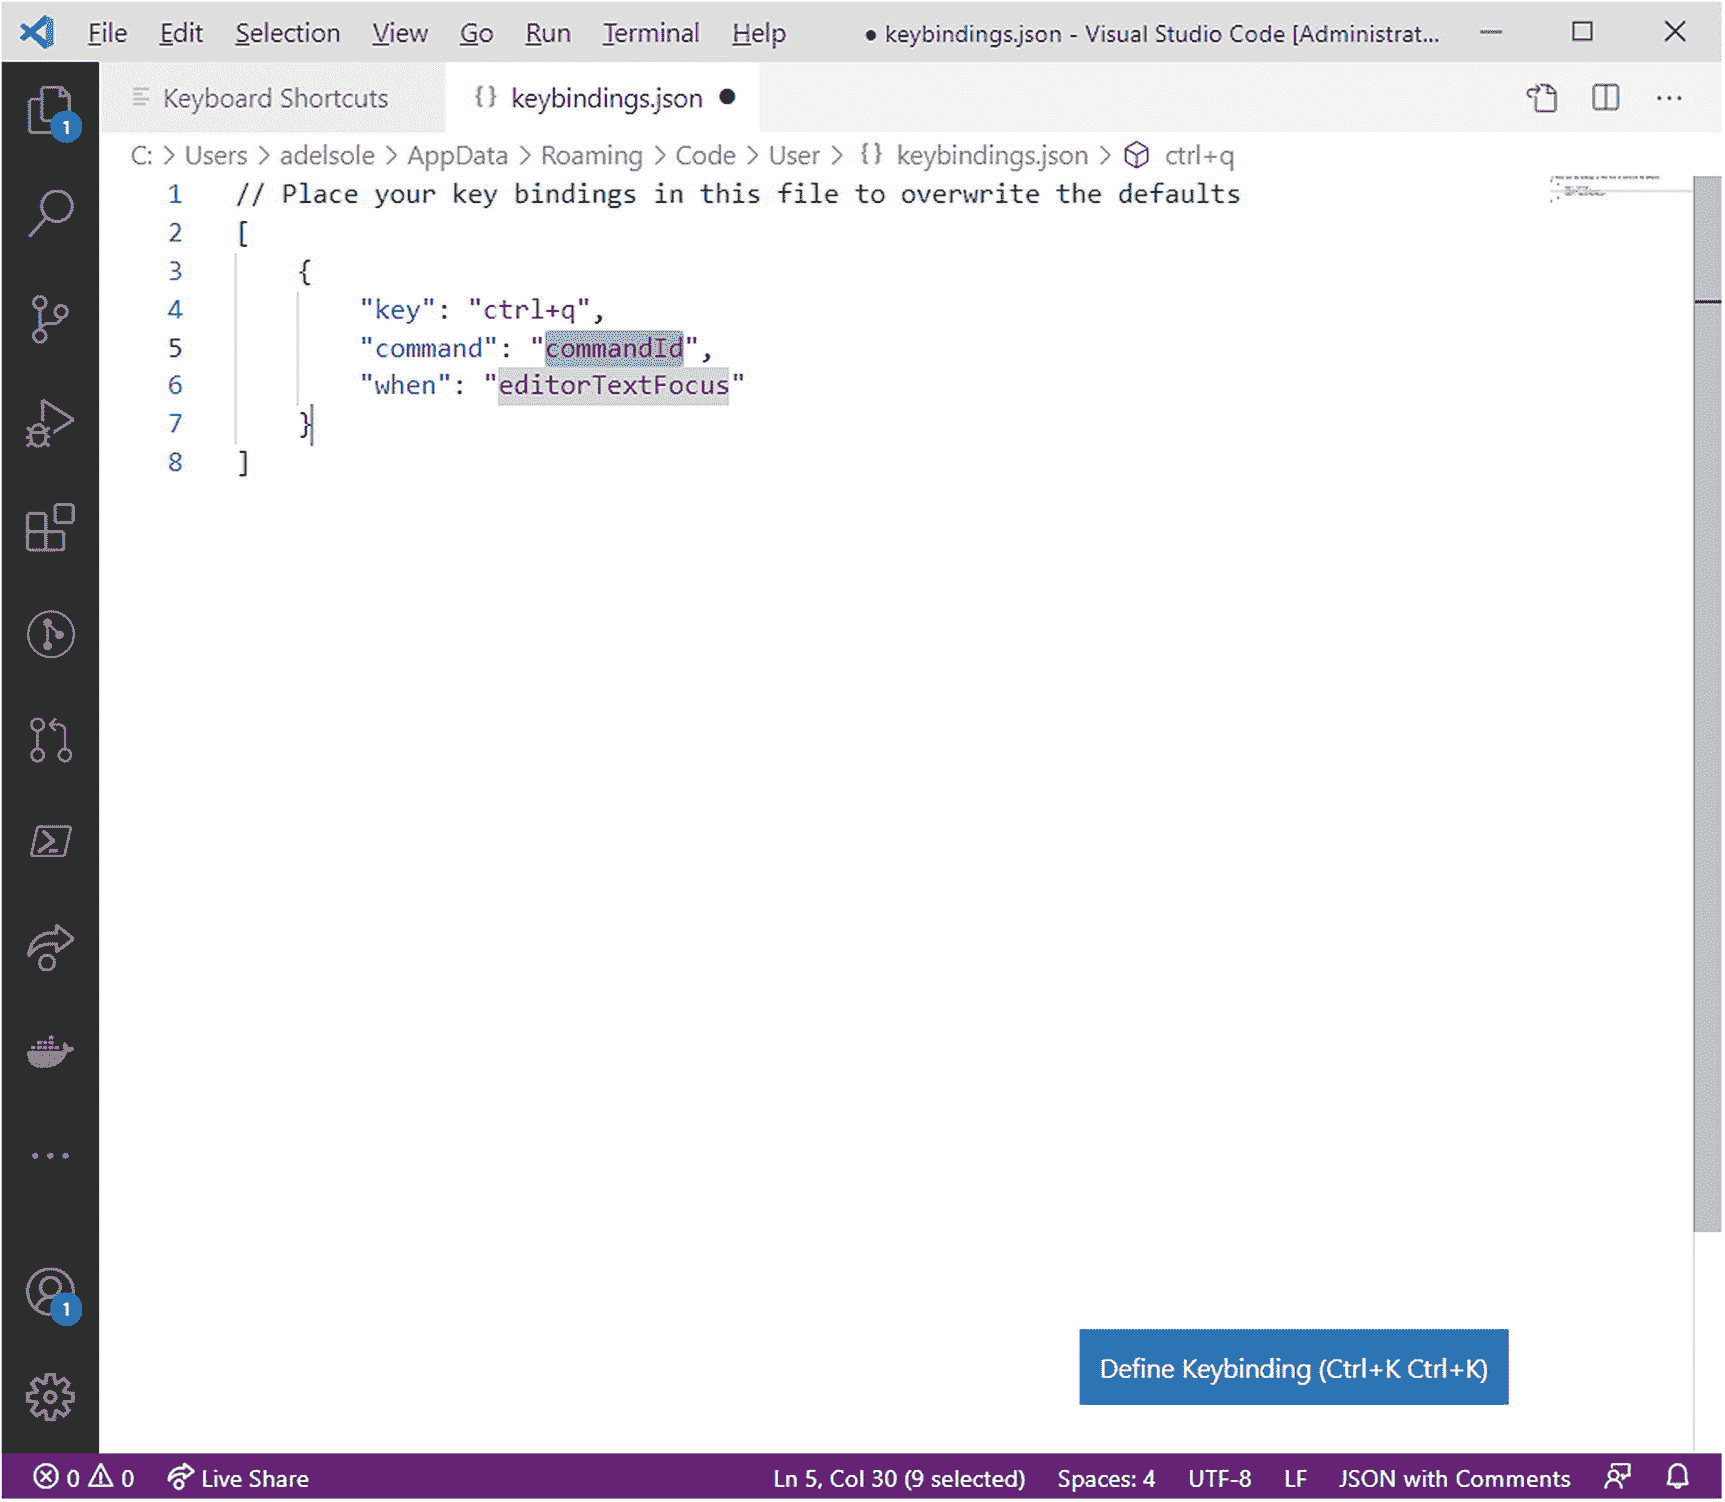 File Edit Selection View Go Run Terminal Help ● keybindings.json - Visual Studio Code [Administrat...
Keyboard Shortcuts {} keybindings.json ●
C: > Users > adelsole > AppData > Roaming > Code > User > {} keybindings.json > ctrl+q
1 // Place your key bindings in this file to overwrite the defaults
2 [
3 {
4 "key": "ctrl+q",
5 "command": "commandId",
6 "when": "editorTextFocus"
7 }
8 ]
1
1
Define Keybinding (Ctrl+K Ctrl+K)
0 0 Live Share Ln 5, Col 30 (9 selected) Spaces: 4 UTF-8 LF JSON with Comments